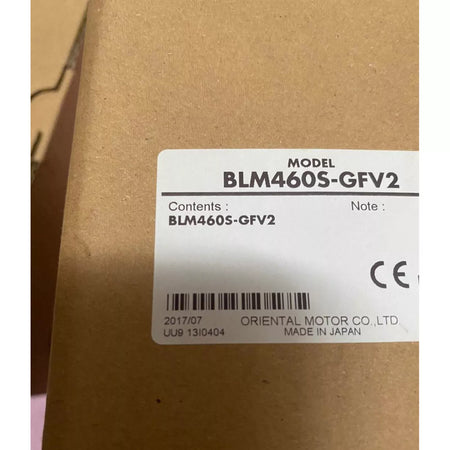 MODEL
BLM460S-GFV2
Contents : Note :
BLM460S-GFV2
CE
2017/07 ORIENTAL MOTOR CO.,LTD.
UU9 13I0404 MADE IN JAPAN